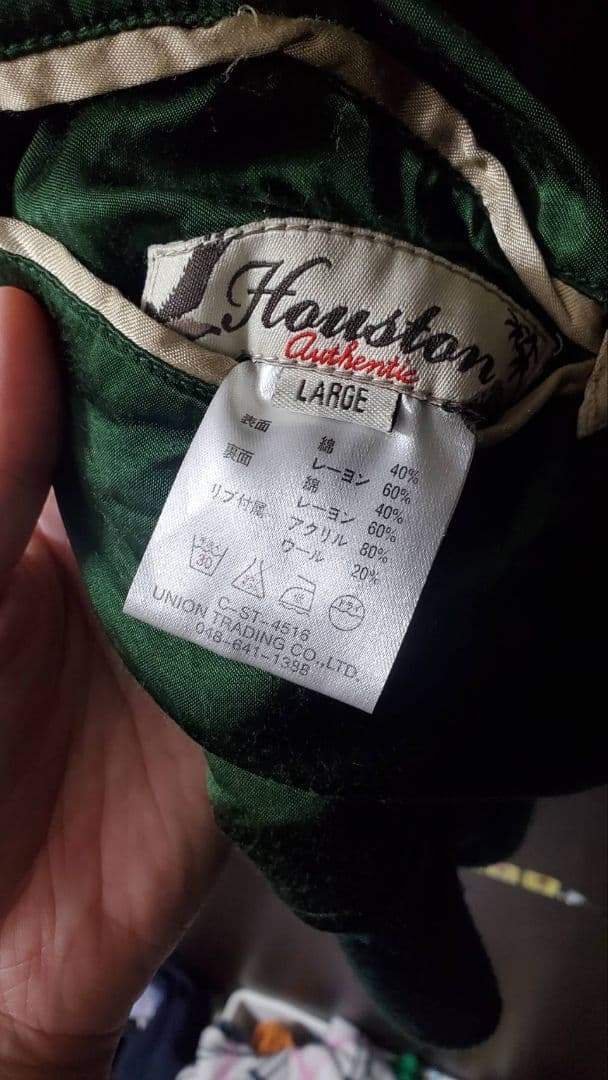 Houston
Authentic
LARGE
表面 綿 40%
レーヨン 60%
裏面 綿 40%
レーヨン 60%
リブ付属 アクリル 80%
ウール 20%
30
C-ST-4516
UNION TRADING CO.,LTD.
048-641-1398